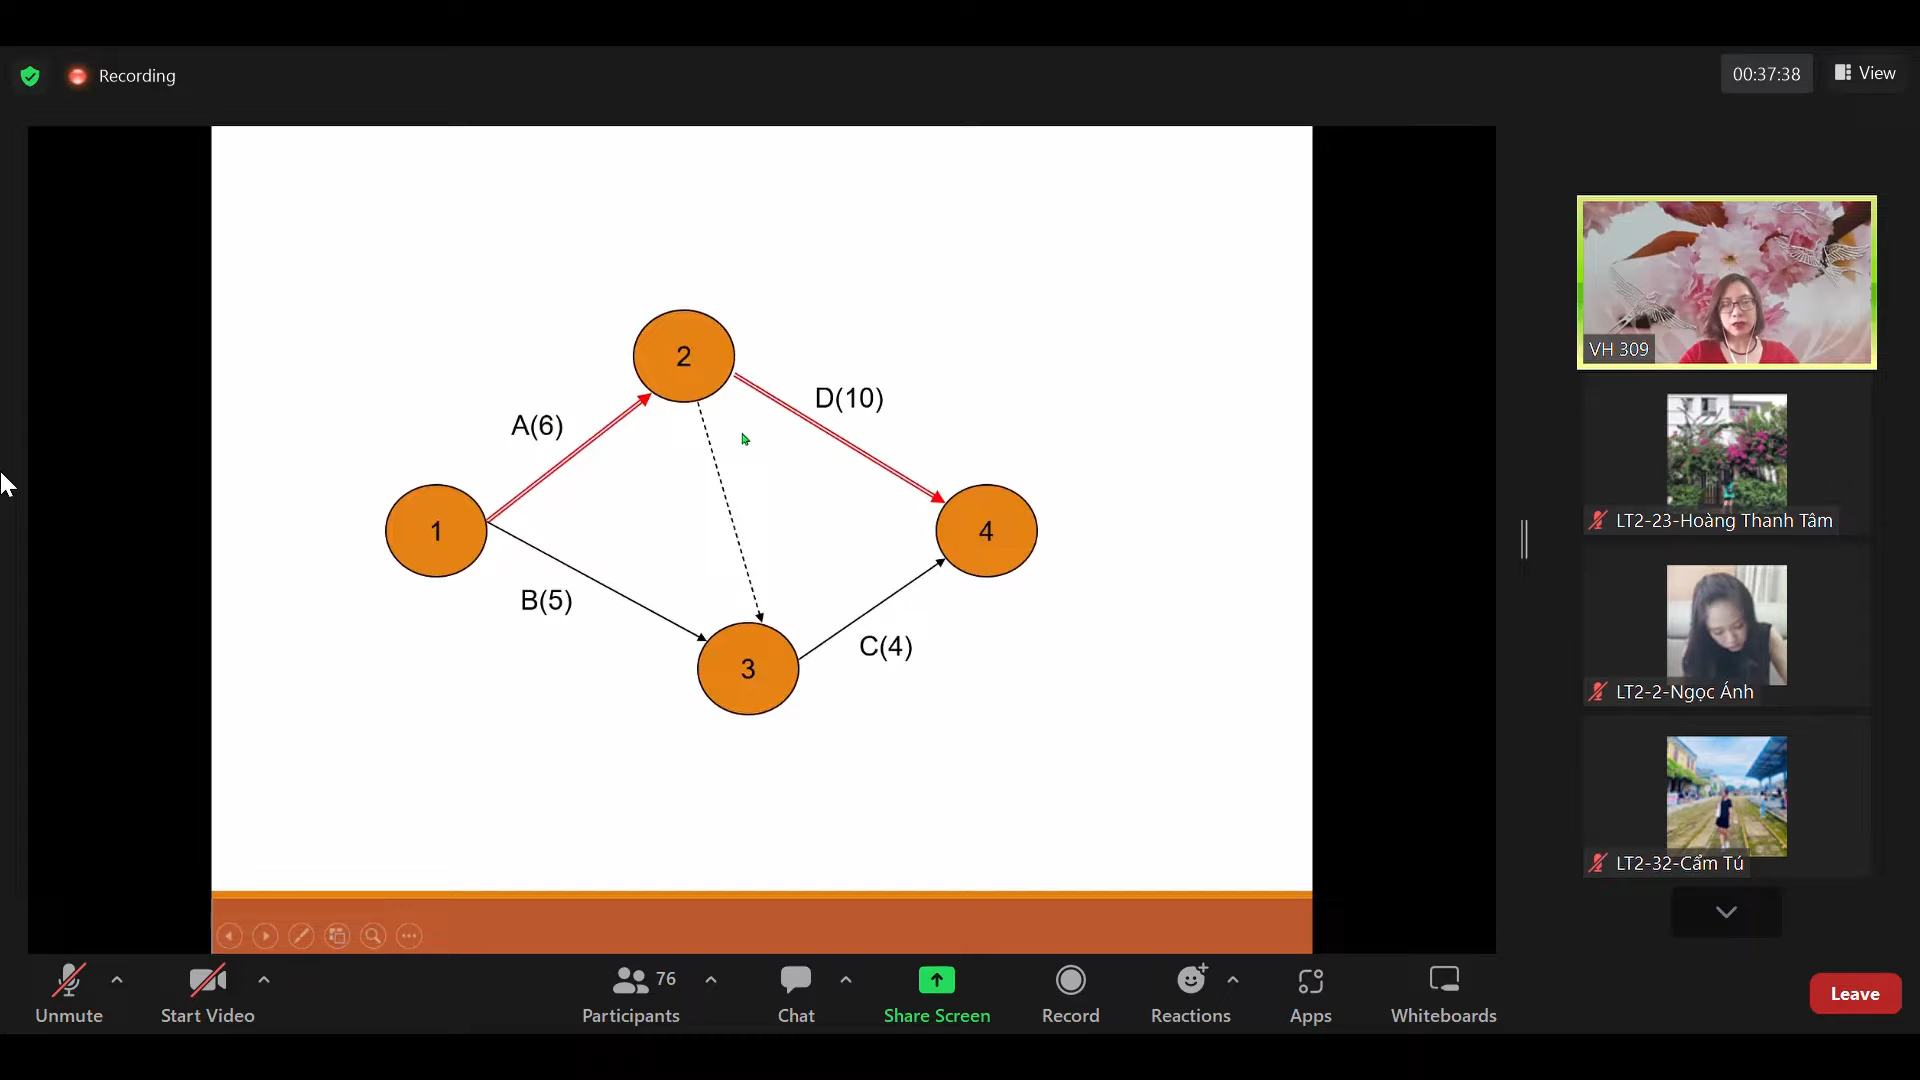 Recording
00:37:38
View
2
D(10)
A(6)
1
4
B(5)
C(4)
3
VH 309
LT2-23-Hoàng Thanh Tâm
LT2-2-Ngọc Ánh
LT2-32-Cẩm Tú
Unmute
Start Video
76
Participants
Chat
Share Screen
Record
Reactions
Apps
Whiteboards
Leave